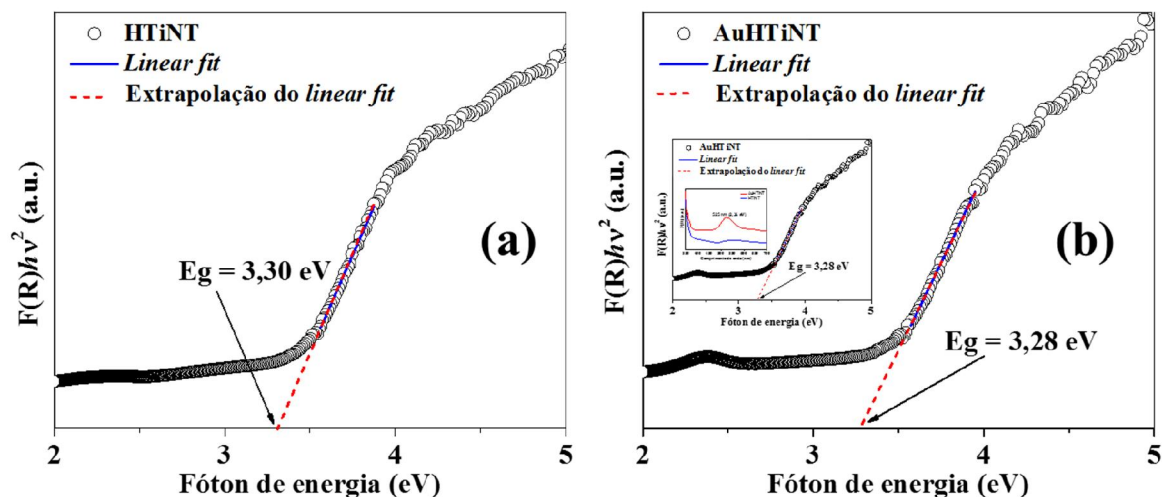 HTiNT
Linear fit
Extrapolação do linear fit
F(R)hν² (a.u.)
(a)
Eg = 3,30 eV
2 3 4 5
Fóton de energia (eV)
AuHTiNT
Linear fit
Extrapolação do linear fit
F(R)hν² (a.u.)
(b)
Eg = 3,28 eV
2 3 4 5
Fóton de energia (eV)
AuHTiNT
Linear fit
Extrapolação do linear fit
F(R)hν² (a.u.)
Eg = 3,28 eV
2 3 4 5
Fóton de energia (eV)